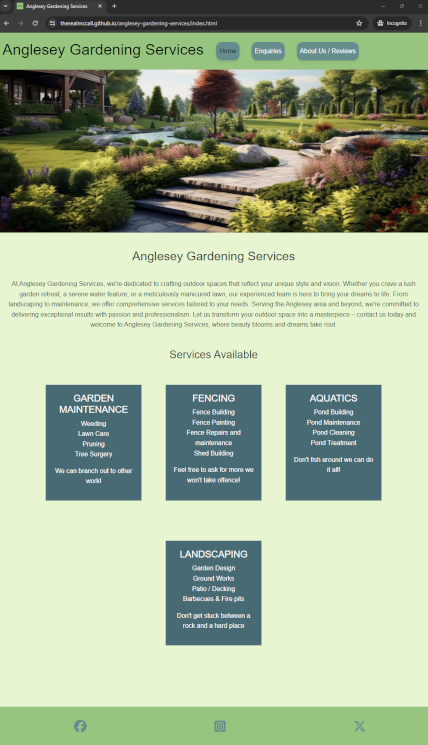 Anglesey Gardening Services
therealmccall.github.io/anglesey-gardening-services/index.html
Incognito
Anglesey Gardening Services
Home
Enquiries
About Us / Reviews
Anglesey Gardening Services
At Anglesey Gardening Services, we're dedicated to crafting outdoor spaces that reflect your unique style and vision. Whether you crave a lush
garden retreat, a serene water feature, or a meticulously manicured lawn, our experienced team is here to bring your dreams to life. From
landscaping to maintenance, we offer comprehensive services tailored to your needs. Serving the Anglesey area and beyond, we're committed to
delivering exceptional results with passion and professionalism. Let us transform your outdoor space into a masterpiece – contact us today and
welcome to Anglesey Gardening Services, where beauty blooms and dreams take root
Services Available
GARDEN
MAINTENANCE
Weeding
Lawn Care
Pruning
Tree Surgery
We can branch out to other
work!
FENCING
Fence Building
Fence Painting
Fence Repairs and
maintenance
Shed Building
Feel free to ask for more we
won't take offence!
AQUATICS
Pond Building
Pond Maintenance
Pond Cleaning
Pond Treatment
Don't fish around we can do
it all!
LANDSCAPING
Garden Design
Ground Works
Patio / Decking
Barbecues & Fire pits
Don't get stuck between a
rock and a hard place